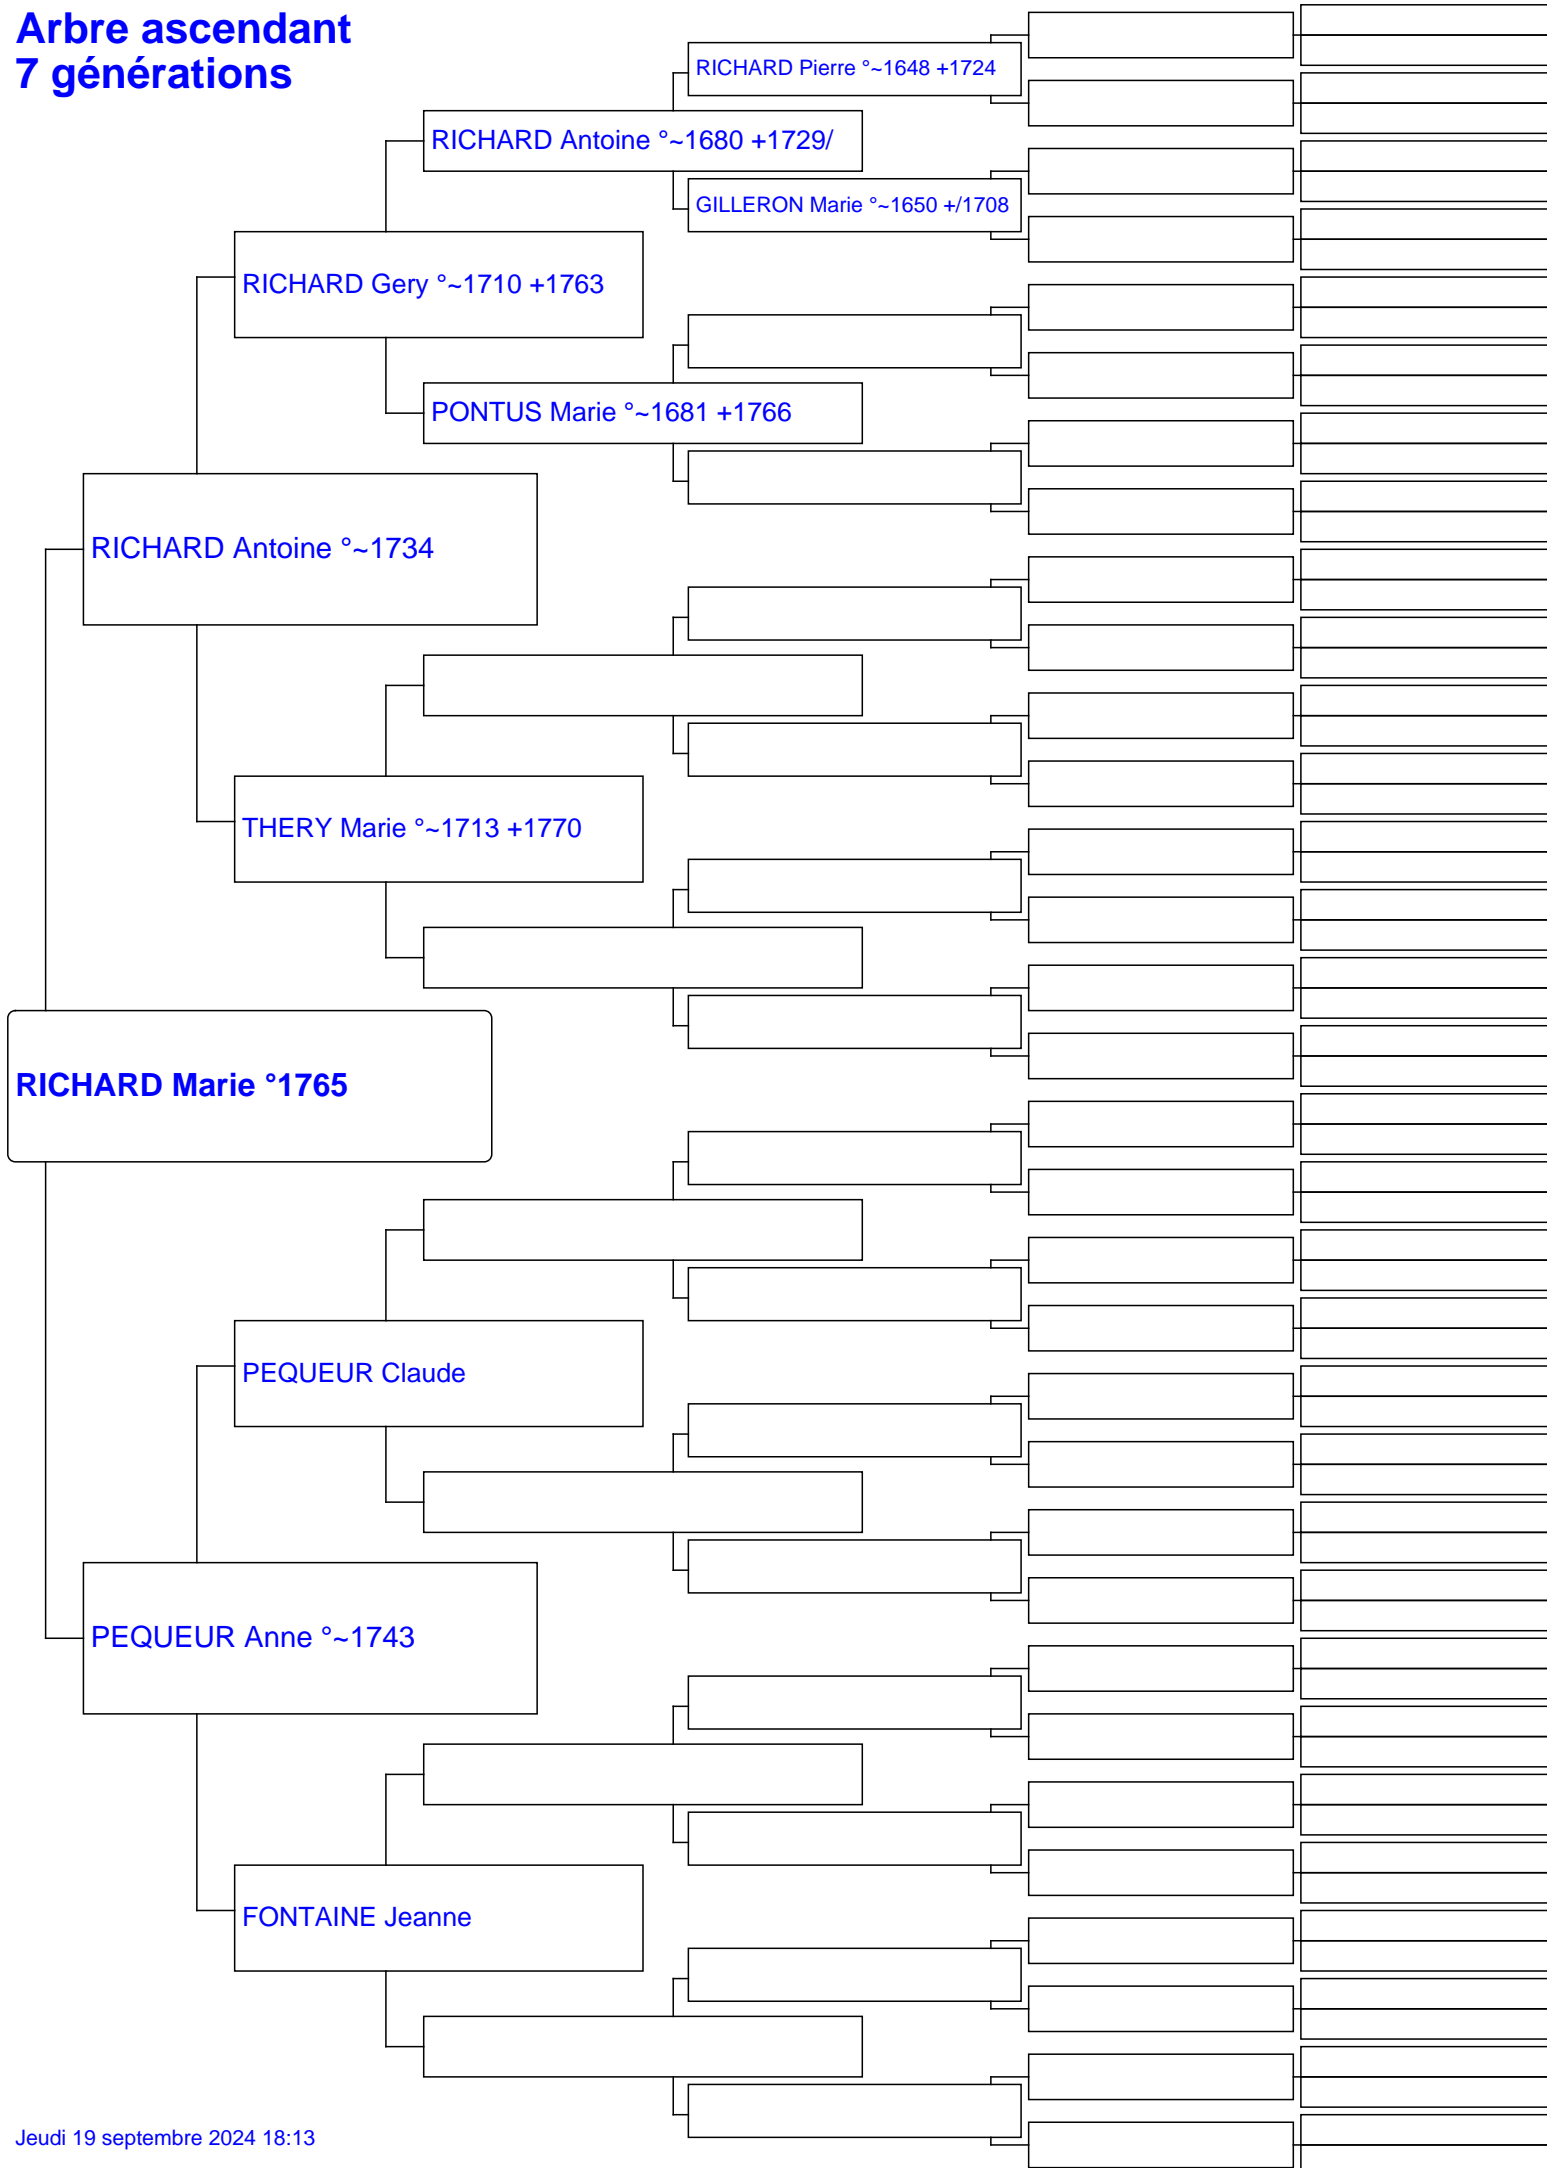 Arbre ascendant
7 générations
RICHARD Pierre °~1648 +1724
RICHARD Antoine °~1680 +1729/
GILLERON Marie °~1650 +/1708
RICHARD Gery °~1710 +1763
PONTUS Marie °~1681 +1766
RICHARD Antoine °~1734
THERY Marie °~1713 +1770
RICHARD Marie °1765
PEQUEUR Claude
PEQUEUR Anne °~1743
FONTAINE Jeanne
Jeudi 19 septembre 2024 18:13